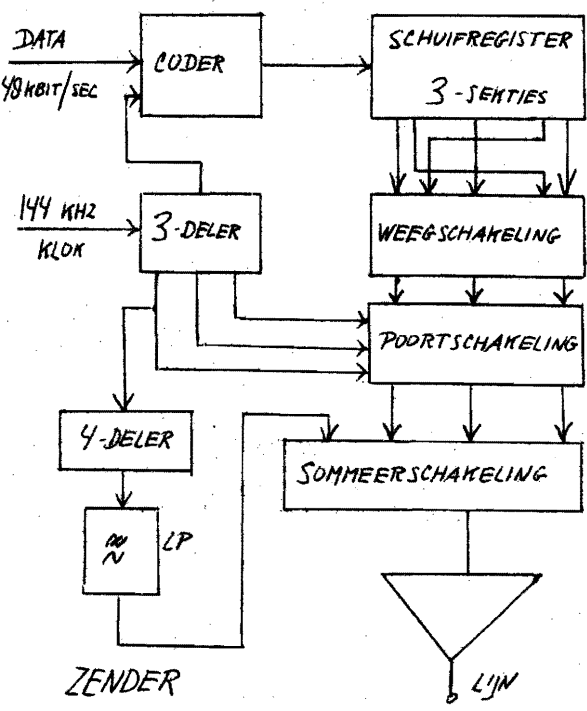 DATA
48 KBIT/SEC
CODER
SCHUIFREGISTER
3-SEKTIES
144 KHZ
KLOK
3-DELER
WEEGSCHAKELING
POORTSCHAKELING
4-DELER
SOMMEERSCHAKELING
LP
ZENDER
LIJN